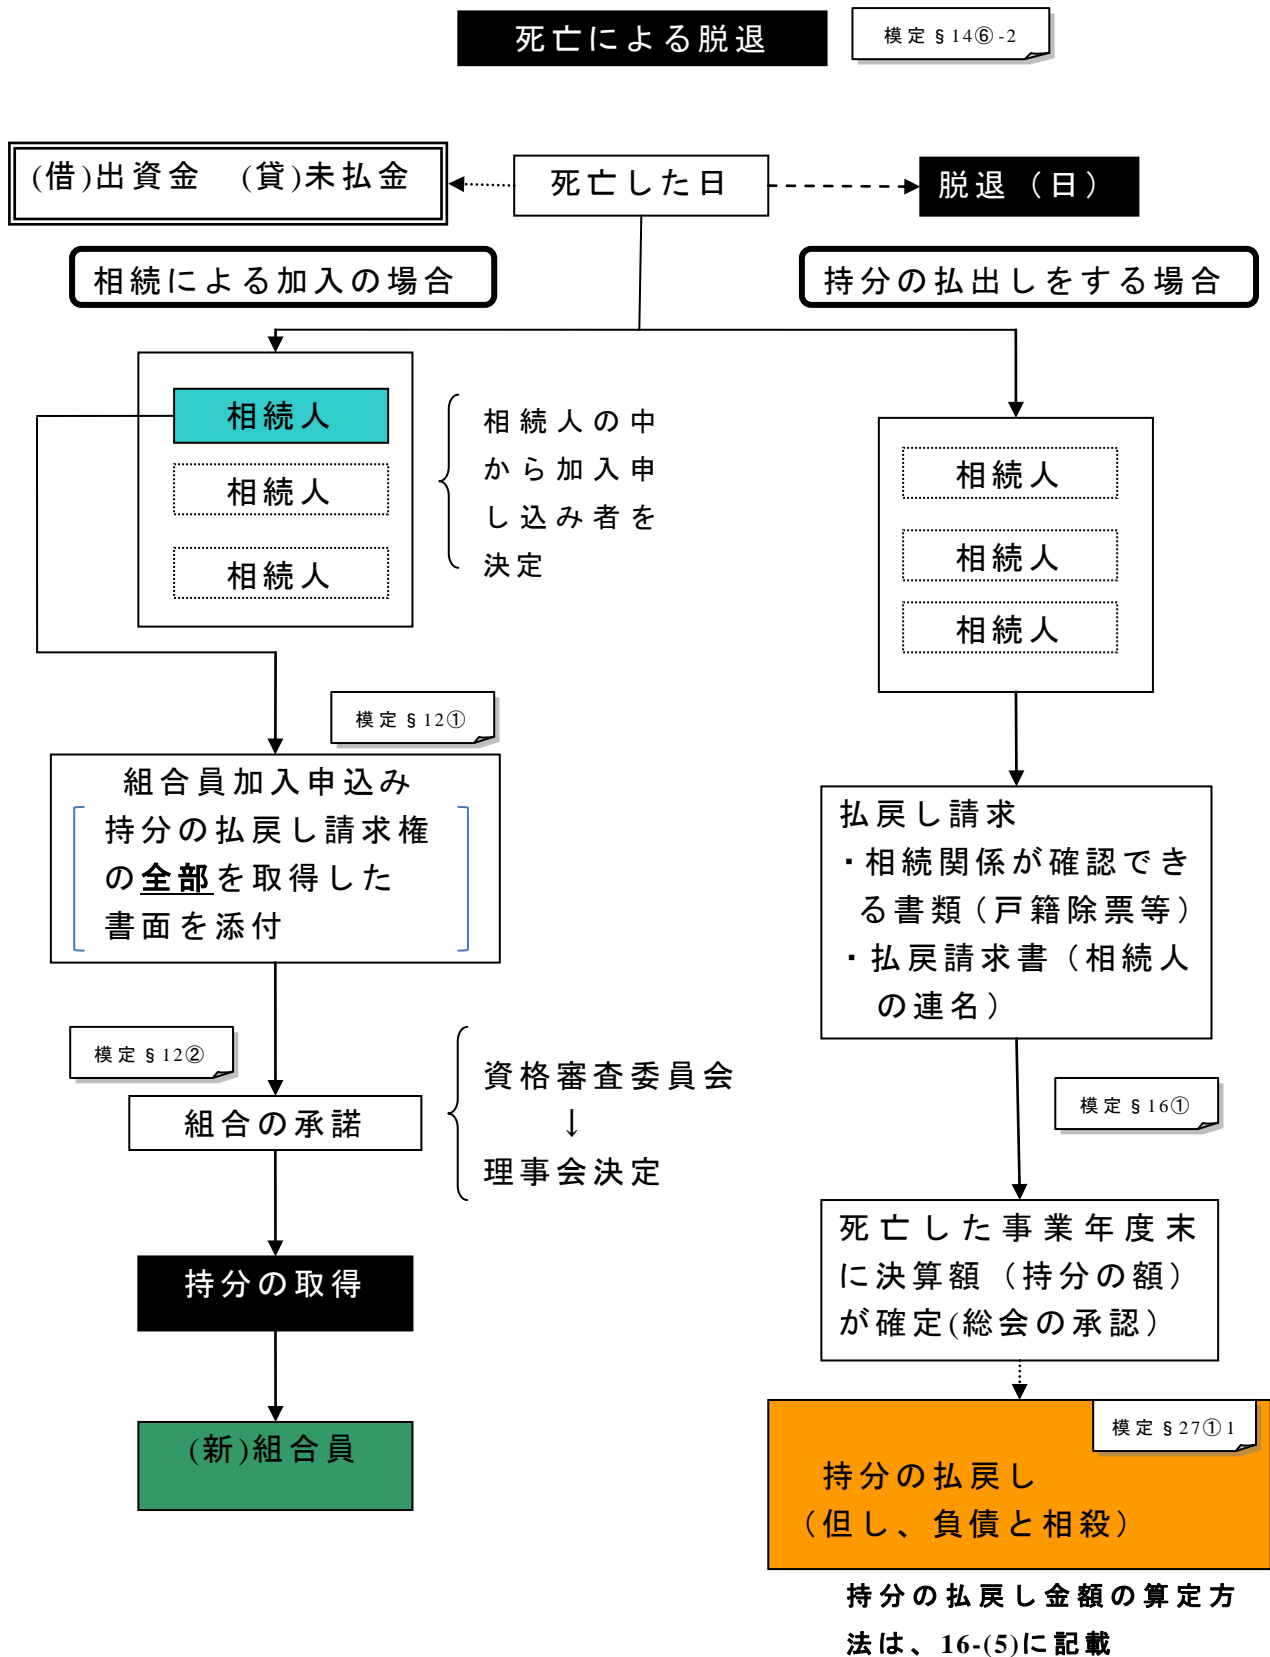 死亡による脱退
模定§14⑥-2
(借)出資金　(貸)未払金
死亡した日
脱退（日）
相続による加入の場合
持分の払出しをする場合
相続人
相続人
相続人
相続人の中
から加入申
し込み者を
決定
相続人
相続人
相続人
模定§12①
組合員加入申込み
持分の払戻し請求権
の全部を取得した
書面を添付
払戻し請求
・相続関係が確認でき
る書類（戸籍除票等）
・払戻請求書（相続人
の連名）
模定§12②
組合の承諾
資格審査委員会
↓
理事会決定
模定§16①
持分の取得
死亡した事業年度末
に決算額（持分の額）
が確定(総会の承認）
(新)組合員
模定§27①1
持分の払戻し
（但し、負債と相殺）
持分の払戻し金額の算定方
法は、16-(5)に記載